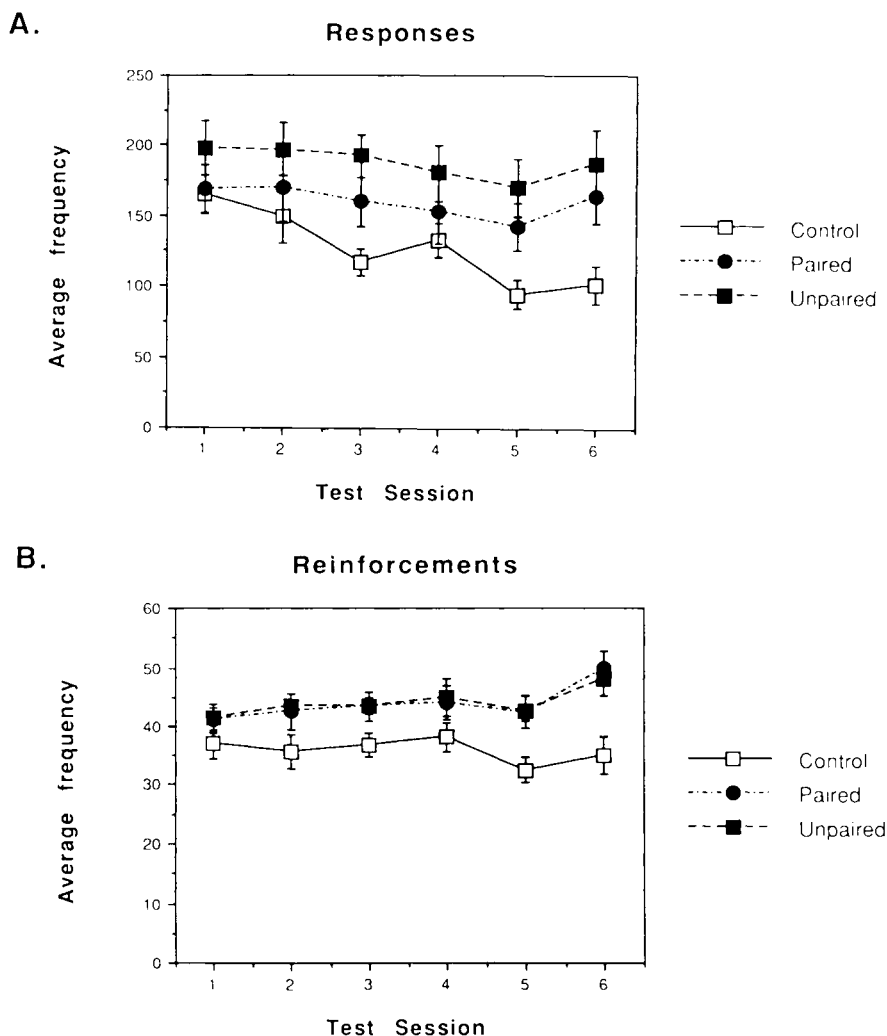 A.
Responses
Average frequency
250
200
150
100
50
0
1 2 3 4 5 6
Test Session
Control
Paired
Unpaired
B.
Reinforcements
Average frequency
60
50
40
30
20
10
0
1 2 3 4 5 6
Test Session
Control
Paired
Unpaired